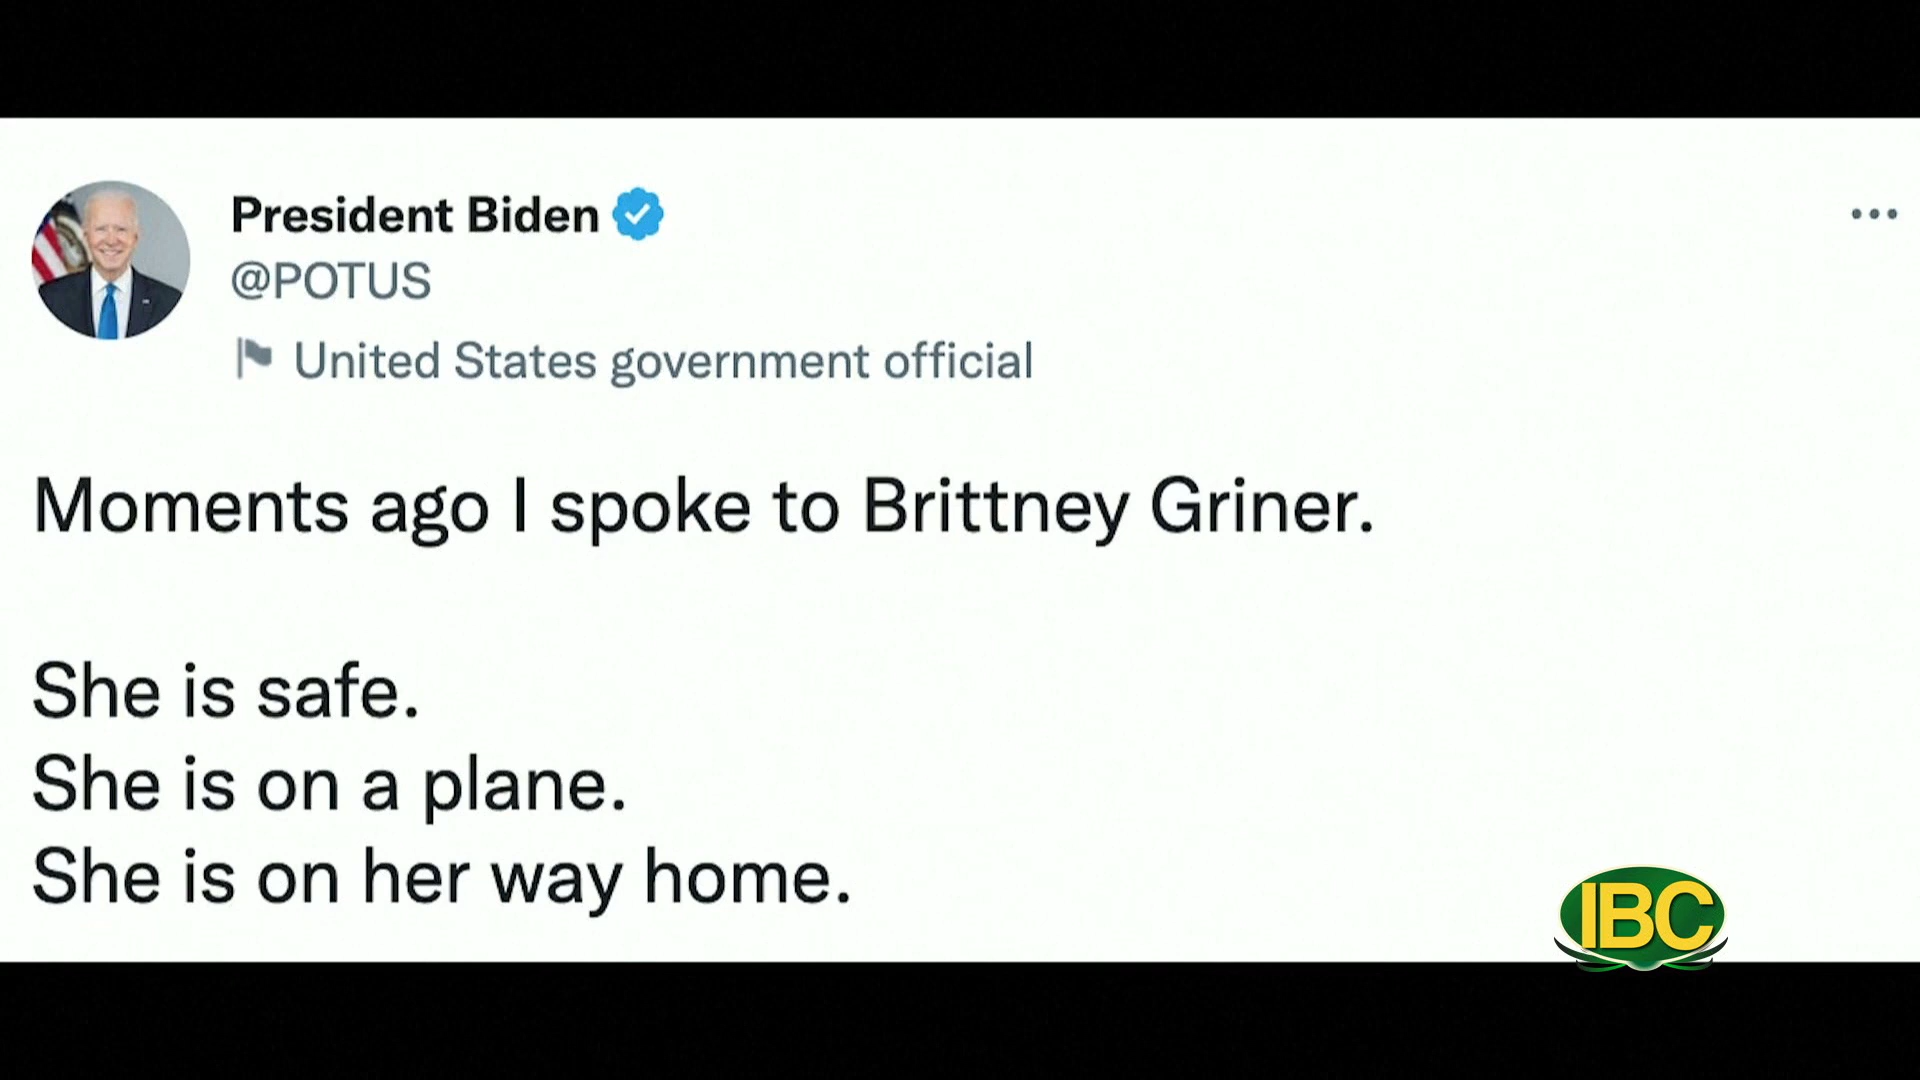 President Biden
@POTUS
United States government official
Moments ago I spoke to Brittney Griner.
She is safe.
She is on a plane.
She is on her way home.
IBC